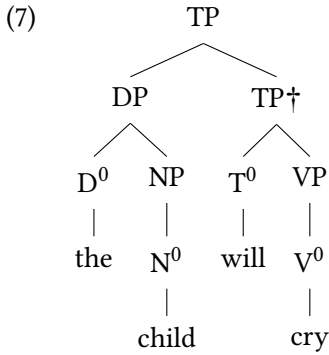 (7) TP
DP TP†
D⁰ NP T⁰ VP
the N⁰ will V⁰
child cry